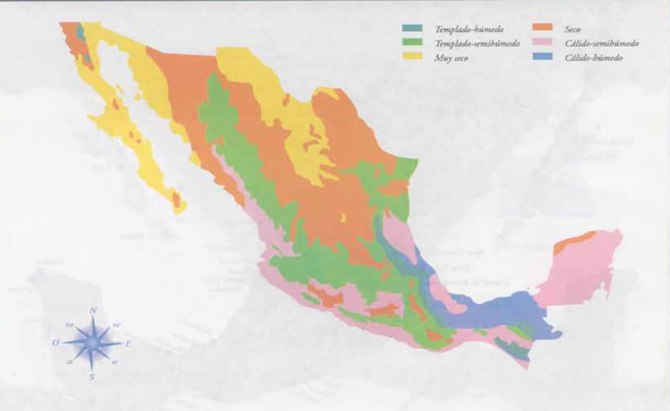 Templado-húmedo
Templado-semihúmedo
Muy seco
Seco
Cálido-semihúmedo
Cálido-húmedo
N
O
E
S